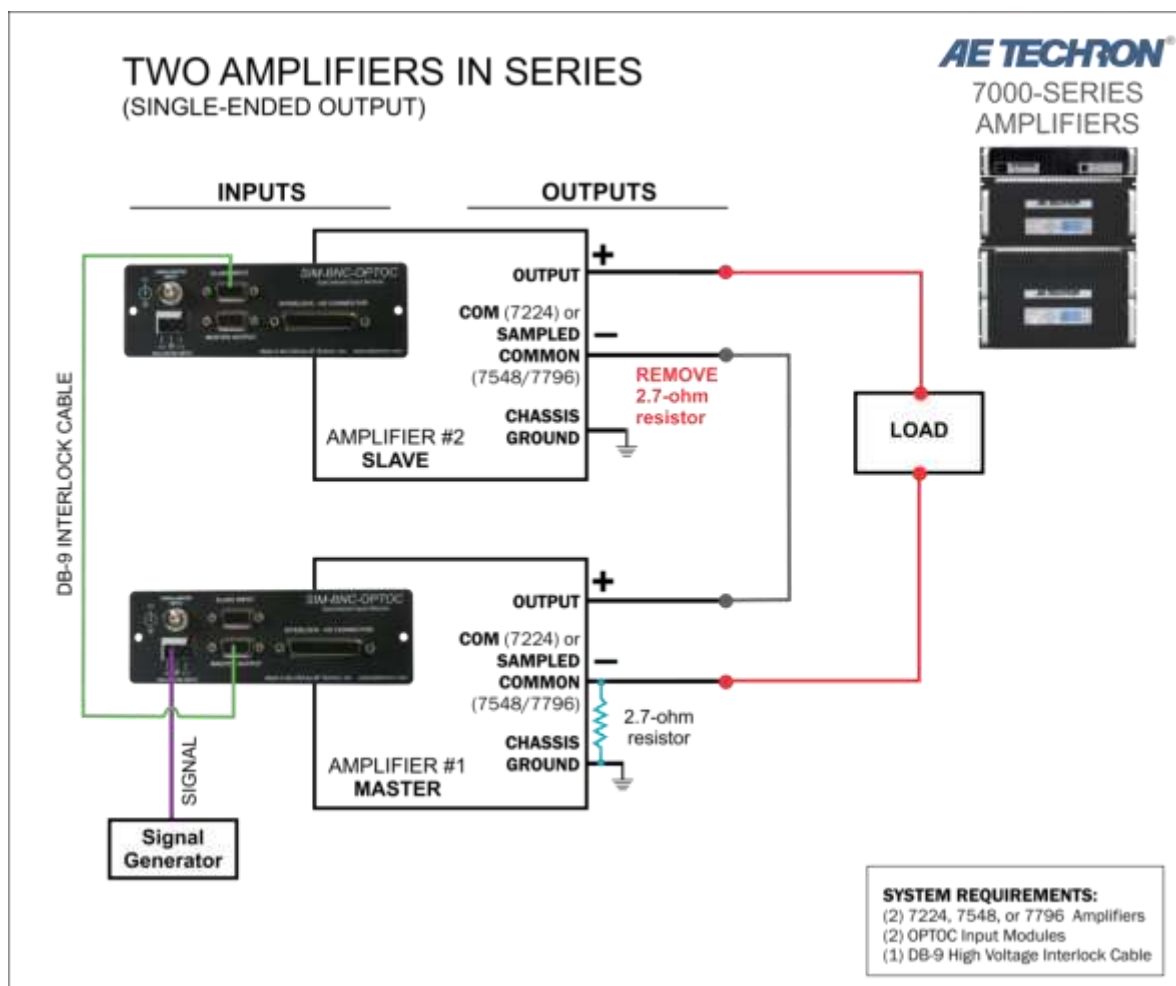 TWO AMPLIFIERS IN SERIES
(SINGLE-ENDED OUTPUT)
AE TECHRON®
7000-SERIES
AMPLIFIERS
INPUTS
OUTPUTS
SIM-BNC-OPTOC
+
OUTPUT
COM (7224) or
SAMPLED −
COMMON
(7548/7796)
REMOVE
2.7-ohm
resistor
CHASSIS
GROUND
AMPLIFIER #2
SLAVE
LOAD
DB-9 INTERLOCK CABLE
SIM-BNC-OPTOC
+
OUTPUT
COM (7224) or
SAMPLED −
COMMON
(7548/7796)
2.7-ohm
resistor
CHASSIS
GROUND
AMPLIFIER #1
MASTER
SIGNAL
Signal
Generator
SYSTEM REQUIREMENTS:
(2) 7224, 7548, or 7796 Amplifiers
(2) OPTOC Input Modules
(1) DB-9 High Voltage Interlock Cable